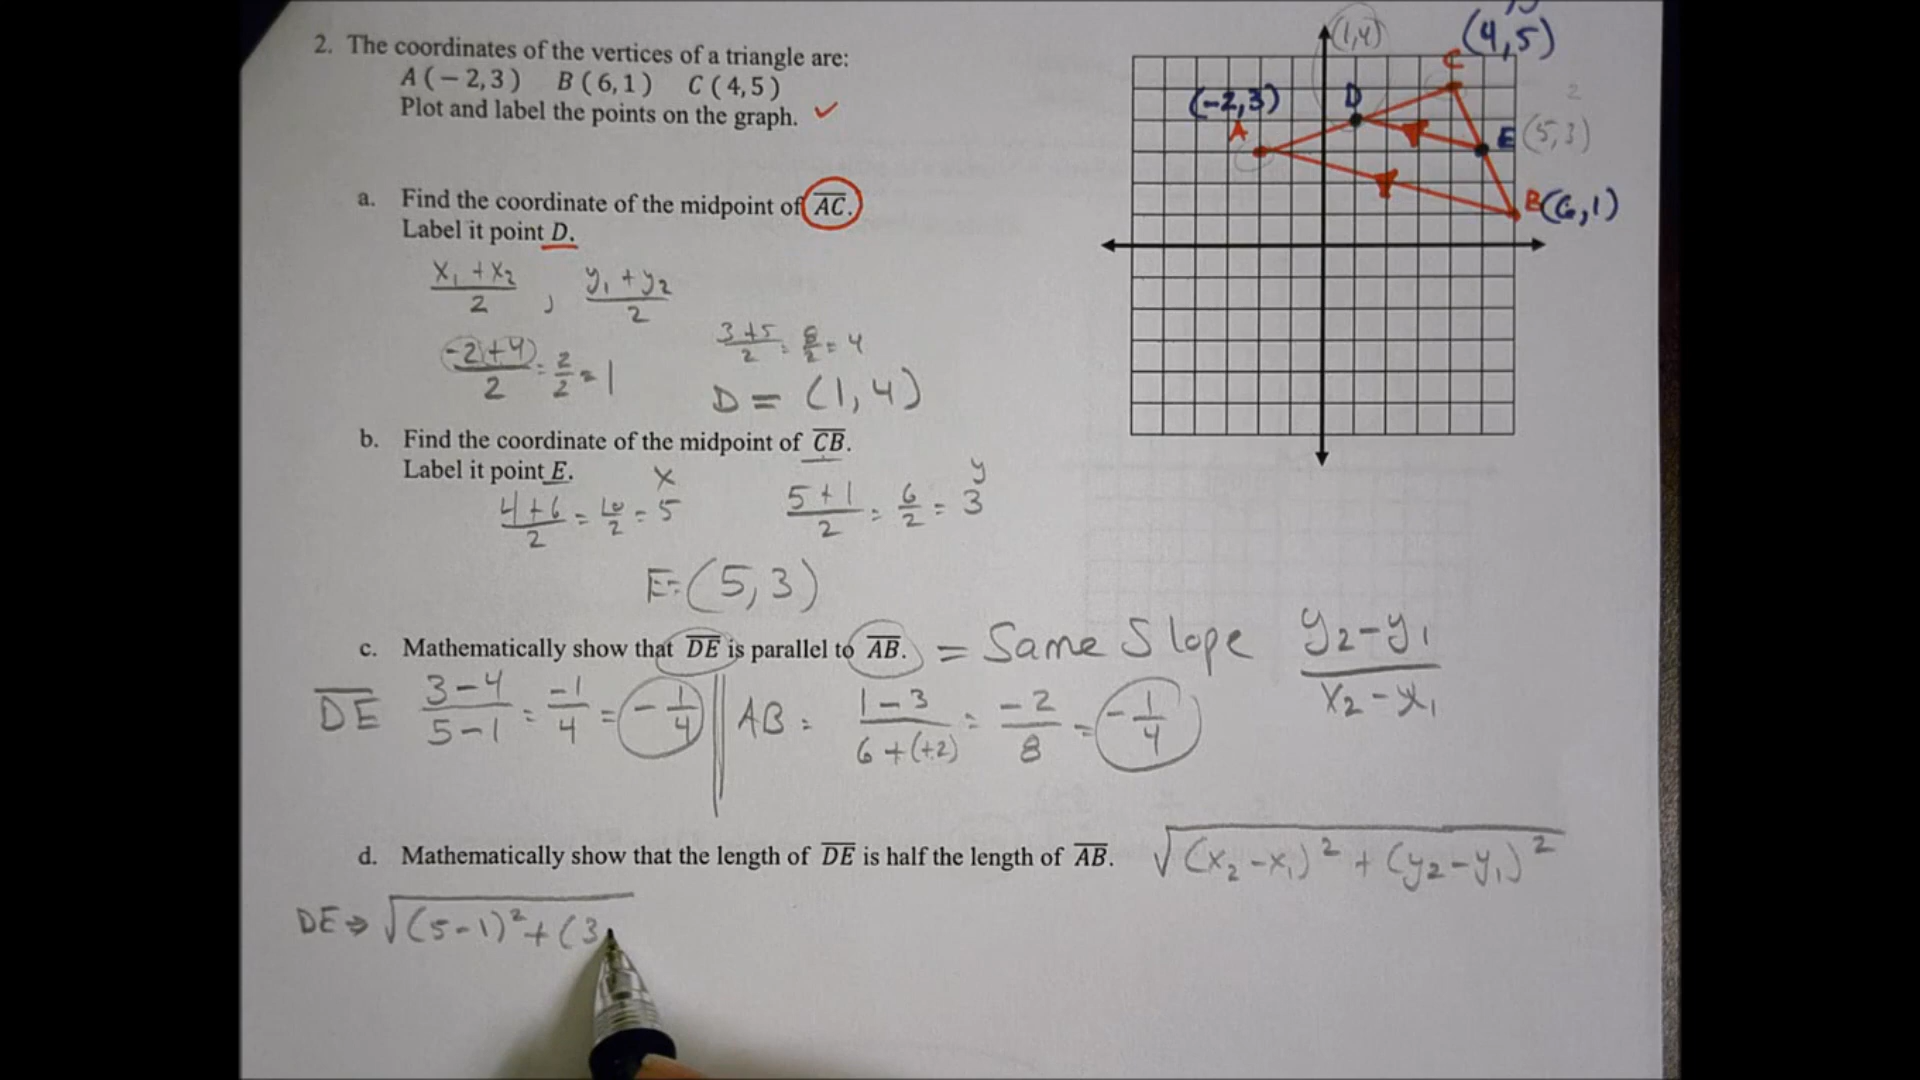 2. The coordinates of the vertices of a triangle are:
A (− 2, 3) B (6, 1) C (4, 5)
Plot and label the points on the graph. ✓
(1,4)
(4,5)
C
(-2,3)
D
A
E (5,3)
B(6,1)
2
a. Find the coordinate of the midpoint of AC.
Label it point D.
x₁ + x₂ / 2 , y₁ + y₂ / 2
-2+4 / 2 = 2/2 = 1
3+5 / 2 = 8/2 = 4
D = (1,4)
b. Find the coordinate of the midpoint of CB.
Label it point E.
x
4+6 / 2 = 10/2 = 5
y
5+1 / 2 = 6/2 = 3
E=(5,3)
c. Mathematically show that DE is parallel to AB. = Same Slope y₂-y₁ / x₂-x₁
DE 3-4 / 5-1 = -1/4 = -1/4 || AB = 1-3 / 6+(+2) = -2/8 = -1/4
d. Mathematically show that the length of DE is half the length of AB. √(x₂-x₁)² + (y₂-y₁)²
DE ⇒ √(5-1)² + (3